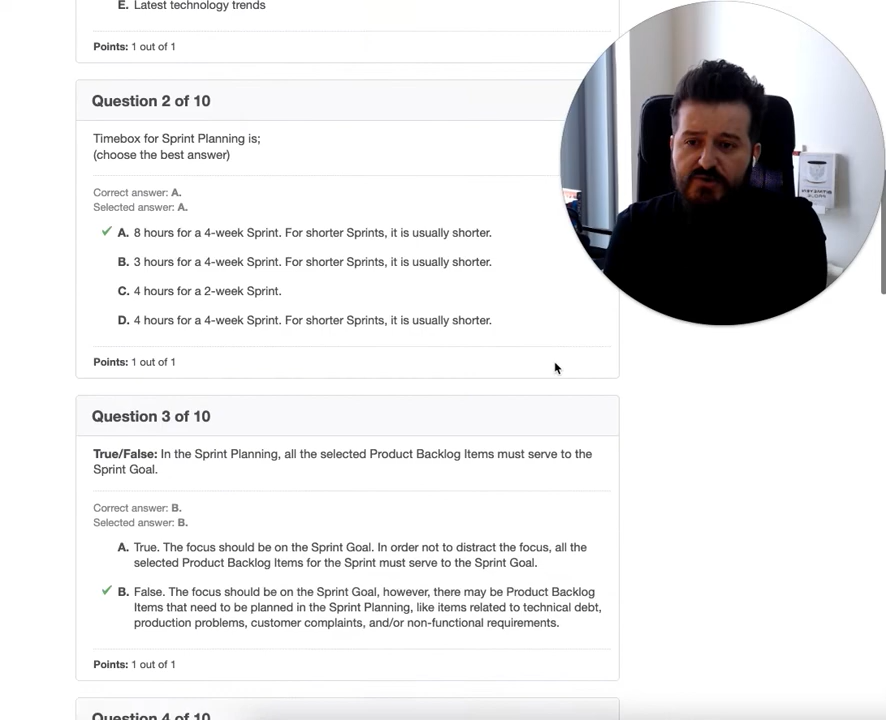 E. Latest technology trends
Points: 1 out of 1
Question 2 of 10
Timebox for Sprint Planning is;
(choose the best answer)
Correct answer: A.
Selected answer: A.
A. 8 hours for a 4-week Sprint. For shorter Sprints, it is usually shorter.
B. 3 hours for a 4-week Sprint. For shorter Sprints, it is usually shorter.
C. 4 hours for a 2-week Sprint.
D. 4 hours for a 4-week Sprint. For shorter Sprints, it is usually shorter.
Points: 1 out of 1
Question 3 of 10
True/False: In the Sprint Planning, all the selected Product Backlog Items must serve to the
Sprint Goal.
Correct answer: B.
Selected answer: B.
A. True. The focus should be on the Sprint Goal. In order not to distract the focus, all the
selected Product Backlog Items for the Sprint must serve to the Sprint Goal.
B. False. The focus should be on the Sprint Goal, however, there may be Product Backlog
Items that need to be planned in the Sprint Planning, like items related to technical debt,
production problems, customer complaints, and/or non-functional requirements.
Points: 1 out of 1
Question 4 of 10